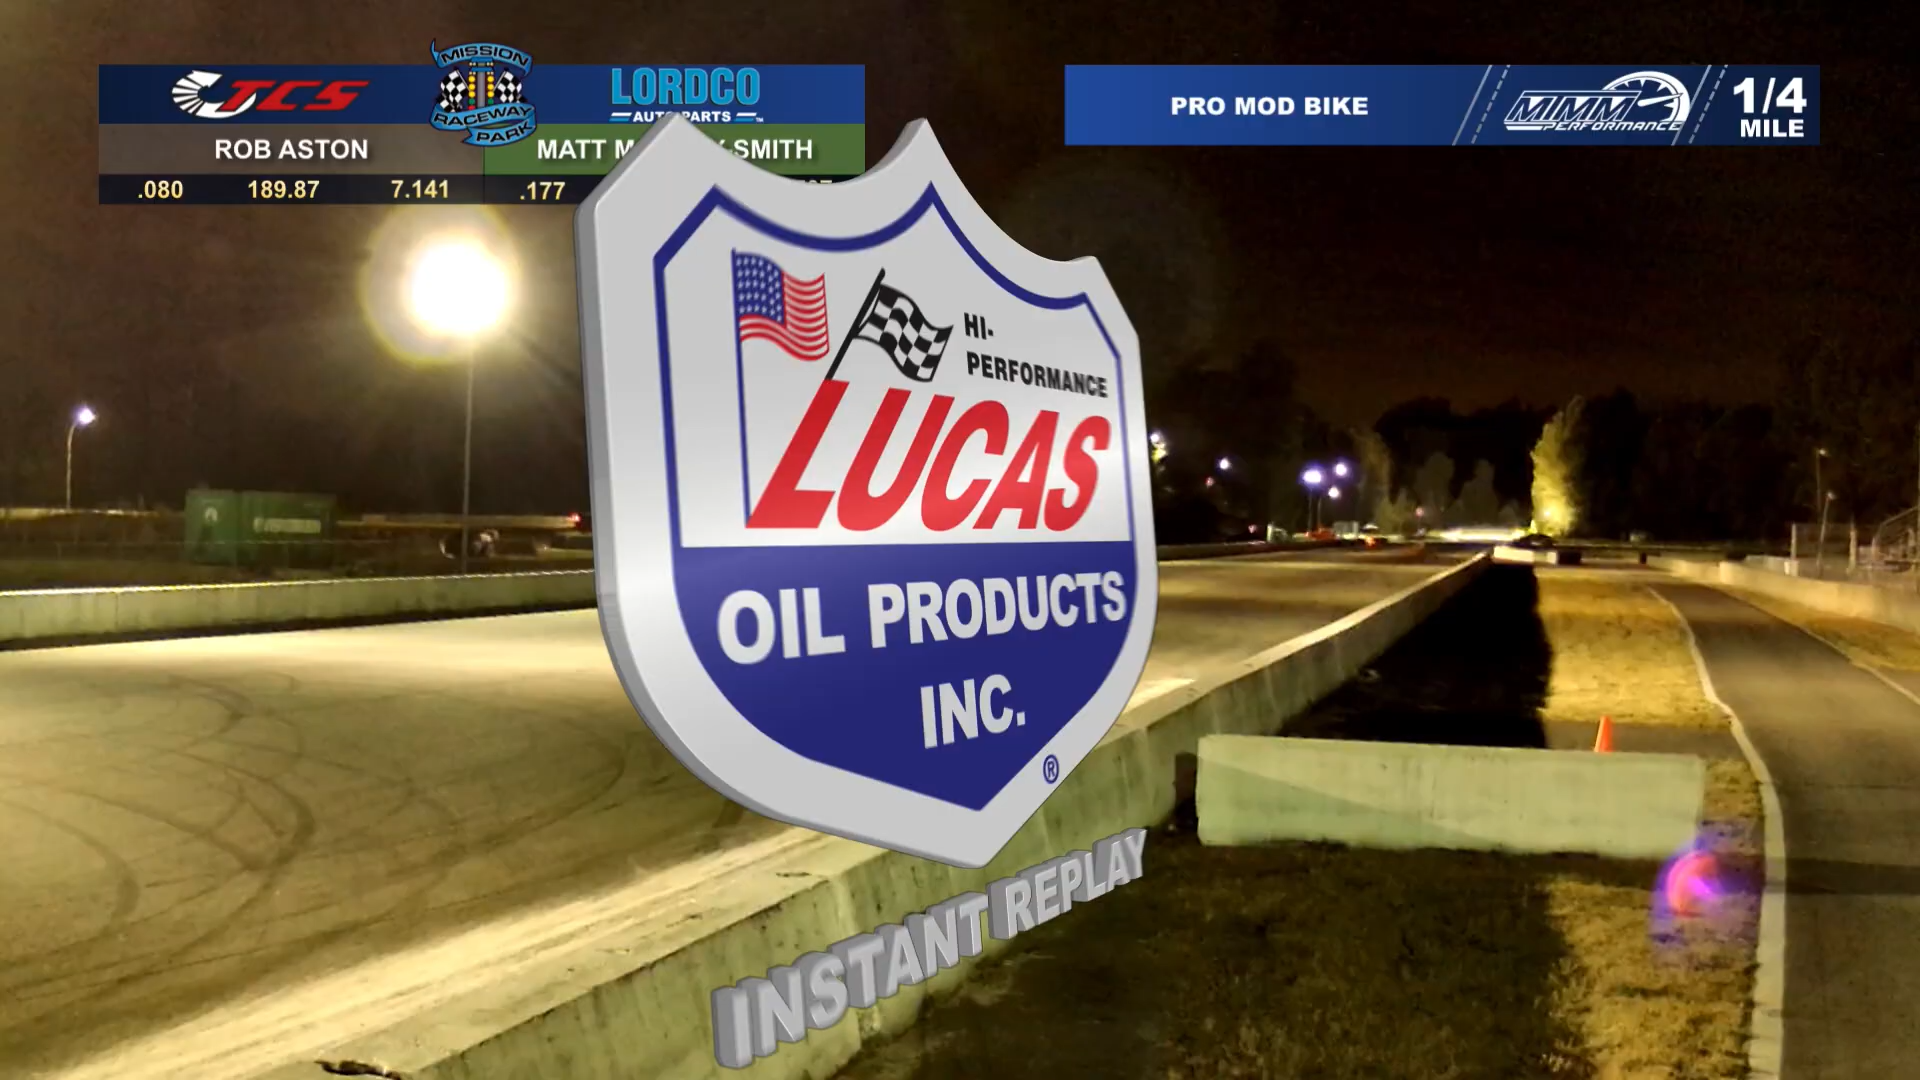 TCS
MISSION
RACEWAY
PARK
LORDCO
AUTO PARTS
ROB ASTON
MATT
SMITH
.080 189.87 7.141 .177
PRO MOD BIKE
MTMM
PERFORMANCE
1/4
MILE
HI-
PERFORMANCE
LUCAS
OIL PRODUCTS
INC.
®
INSTANT REPLAY